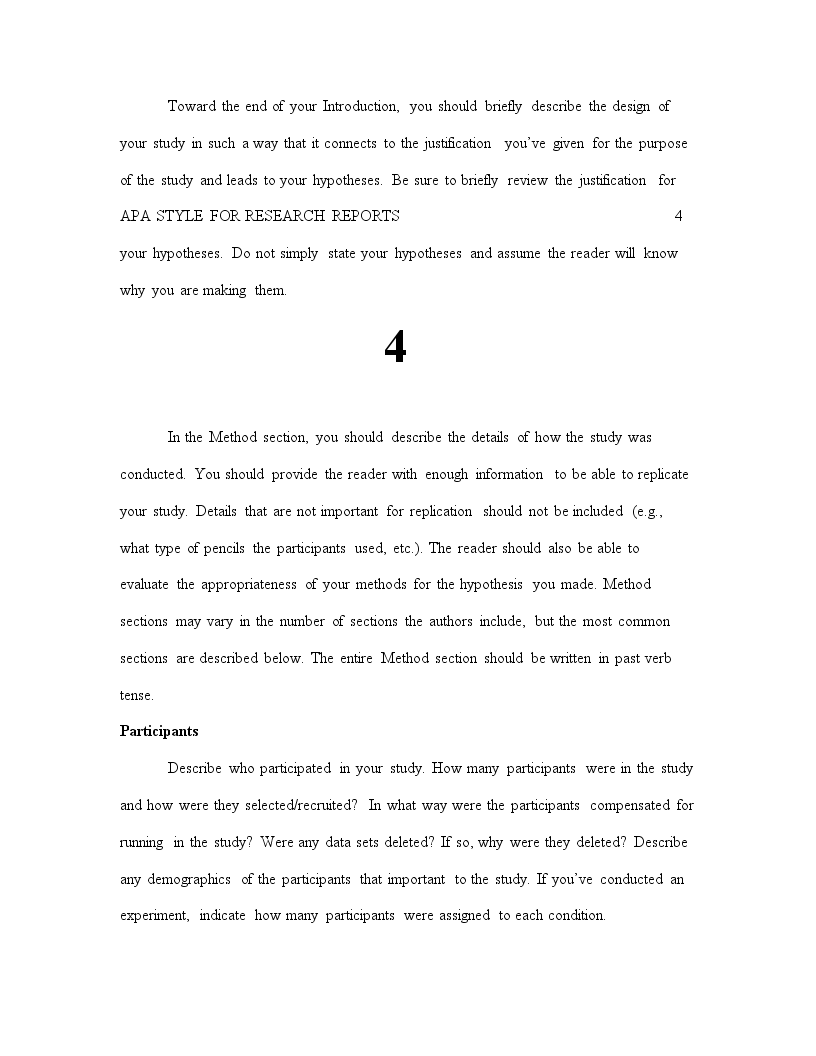 Toward the end of your Introduction, you should briefly describe the design of
your study in such a way that it connects to the justification you’ve given for the purpose
of the study and leads to your hypotheses. Be sure to briefly review the justification for
APA STYLE FOR RESEARCH REPORTS 4
your hypotheses. Do not simply state your hypotheses and assume the reader will know
why you are making them.
4
In the Method section, you should describe the details of how the study was
conducted. You should provide the reader with enough information to be able to replicate
your study. Details that are not important for replication should not be included (e.g.,
what type of pencils the participants used, etc.). The reader should also be able to
evaluate the appropriateness of your methods for the hypothesis you made. Method
sections may vary in the number of sections the authors include, but the most common
sections are described below. The entire Method section should be written in past verb
tense.
Participants
Describe who participated in your study. How many participants were in the study
and how were they selected/recruited? In what way were the participants compensated for
running in the study? Were any data sets deleted? If so, why were they deleted? Describe
any demographics of the participants that important to the study. If you’ve conducted an
experiment, indicate how many participants were assigned to each condition.